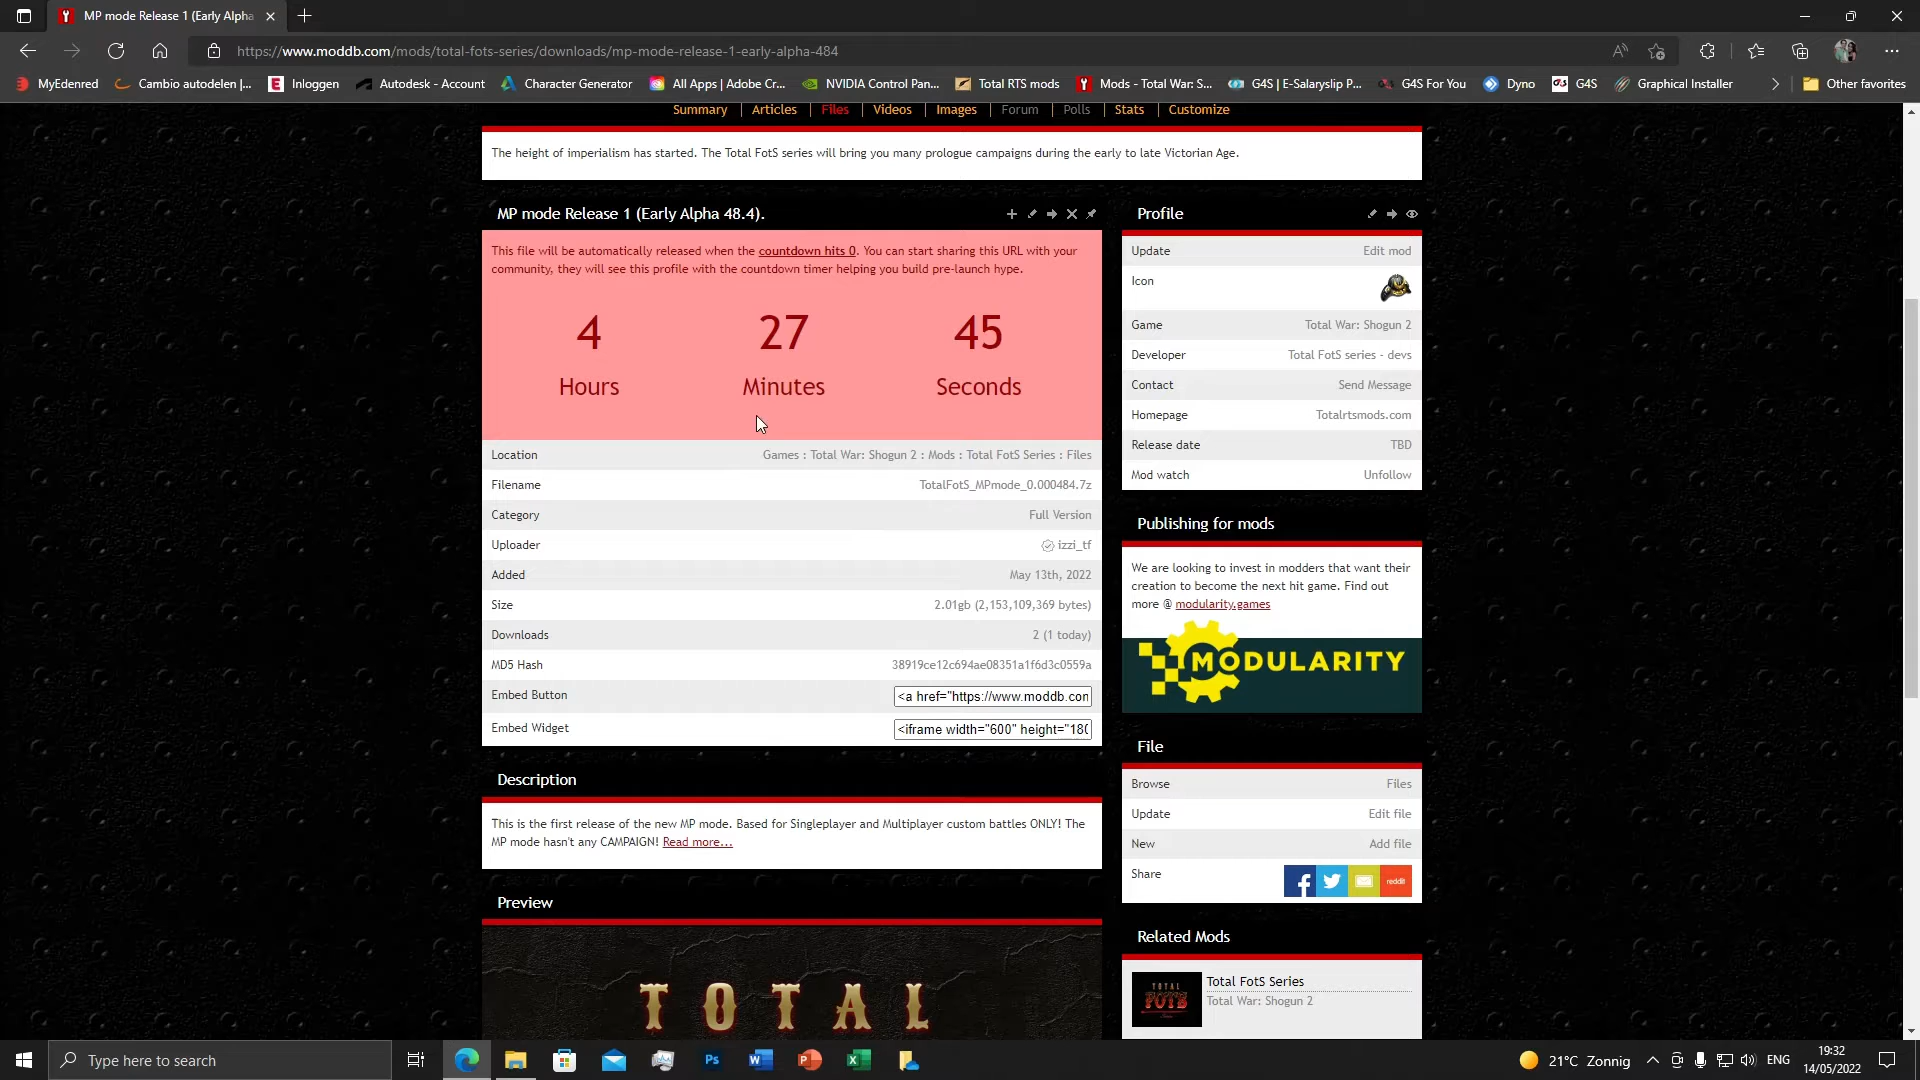 MP mode Release 1 (Early Alpha
https://www.moddb.com/mods/total-fots-series/downloads/mp-mode-release-1-early-alpha-484
MyEdenred
Cambio autodelen |...
Inloggen
Autodesk - Account
Character Generator
All Apps | Adobe Cr...
NVIDIA Control Pan...
Total RTS mods
Mods - Total War: S...
G4S | E-Salaryslip P...
G4S For You
Dyno
G4S
Graphical Installer
Other favorites
Summary
Articles
Files
Videos
Images
Forum
Polls
Stats
Customize
The height of imperialism has started. The Total FotS series will bring you many prologue campaigns during the early to late Victorian Age.
MP mode Release 1 (Early Alpha 48.4).
This file will be automatically released when the countdown hits 0. You can start sharing this URL with your
community, they will see this profile with the countdown timer helping you build pre-launch hype.
4 27 45
Hours Minutes Seconds
Location Games : Total War: Shogun 2 : Mods : Total FotS Series : Files
Filename TotalFotS_MPmode_0.000484.7z
Category Full Version
Uploader izzi_tf
Added May 13th, 2022
Size 2.01gb (2,153,109,369 bytes)
Downloads 2 (1 today)
MD5 Hash 38919ce12c694ae08351a1f6d3c0559a
Embed Button <a href="https://www.moddb.con
Embed Widget <iframe width="600" height="180
Description
This is the first release of the new MP mode. Based for Singleplayer and Multiplayer custom battles ONLY! The
MP mode hasn't any CAMPAIGN! Read more...
Preview
TOTAL
Profile
Update Edit mod
Icon
Game Total War: Shogun 2
Developer Total FotS series - devs
Contact Send Message
Homepage Totalrtsmods.com
Release date TBD
Mod watch Unfollow
Publishing for mods
We are looking to invest in modders that want their
creation to become the next hit game. Find out
more @ modularity.games
MODULARITY
File
Browse Files
Update Edit file
New Add file
Share
reddit
Related Mods
TOTAL
FOTS
Total FotS Series
Total War: Shogun 2
Type here to search
21°C Zonnig
ENG
19:32
14/05/2022